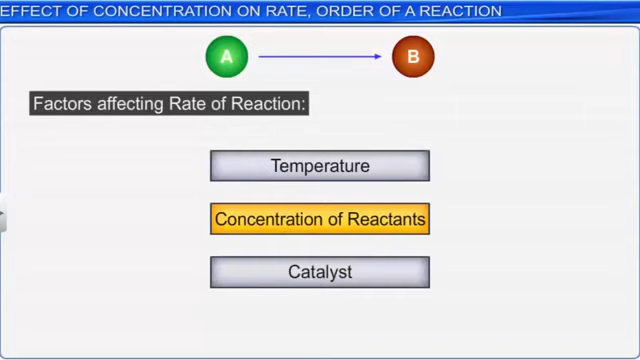 EFFECT OF CONCENTRATION ON RATE, ORDER OF A REACTION
A B
Factors affecting Rate of Reaction:
Temperature
Concentration of Reactants
Catalyst